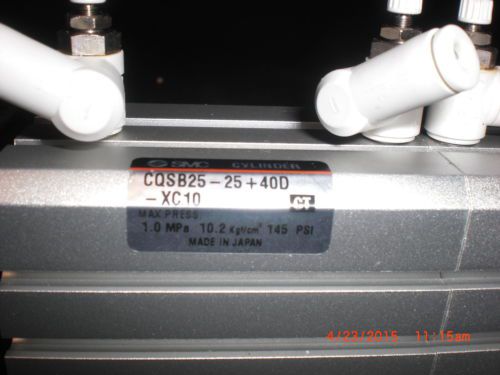 SMC CYLINDER
CQSB25-25+40D
-XC10 CT
MAX PRESS
1.0 MPa 10.2 Kgf/cm² 145 PSI
MADE IN JAPAN
4/23/2015 11:15am